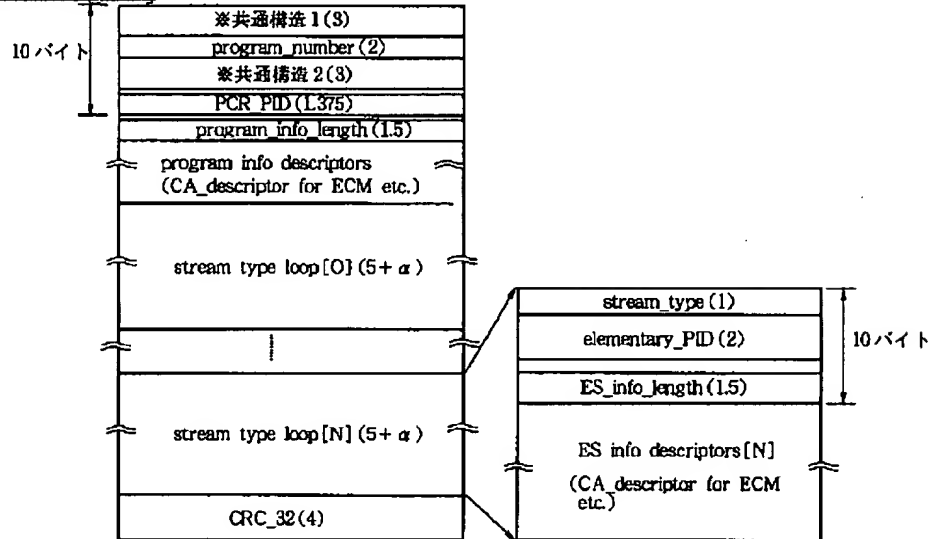 ※共通構造1(3)
10バイト
program_number(2)
※共通構造2(3)
PCR_PID(1.375)
program_info_length(1.5)
program info descriptors
(CA_descriptor for ECM etc.)
stream type loop[O}(5+α)
stream type loop[N](5+α)
CRC_32(4)
stream_type(1)
elementary_PID(2)
10バイト
ES_info_length(1.5)
ES info descriptors[N]
(CA_descriptor for ECM
etc.)